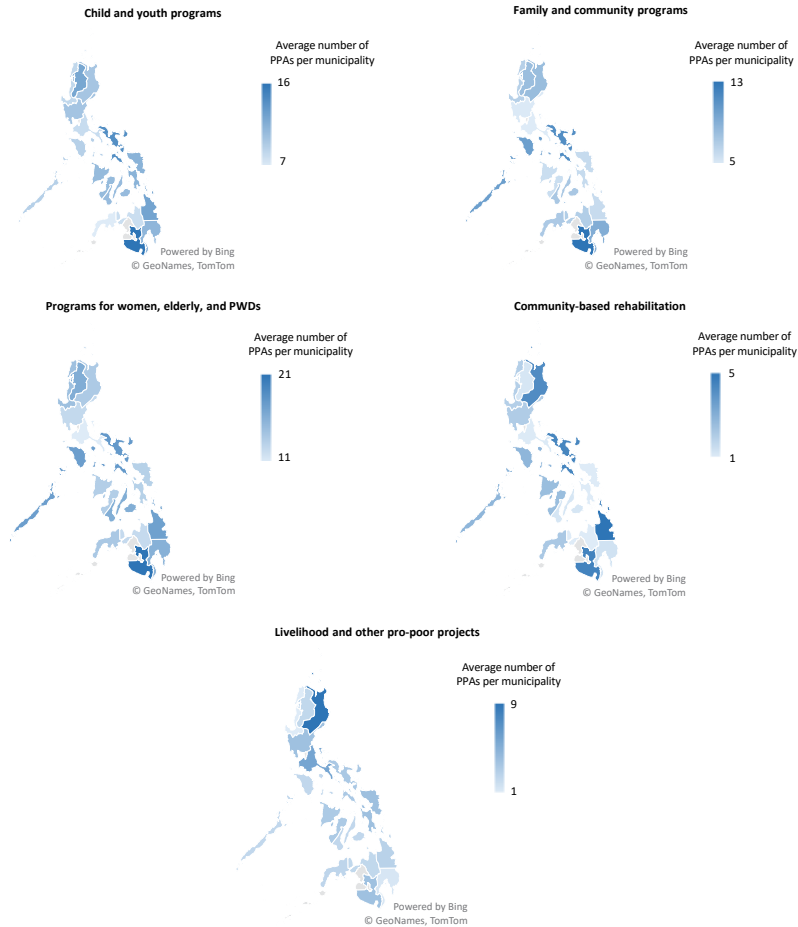 Child and youth programs
Average number of
PPAs per municipality
16
7
Powered by Bing
© GeoNames, TomTom
Family and community programs
Average number of
PPAs per municipality
13
5
Powered by Bing
© GeoNames, TomTom
Programs for women, elderly, and PWDs
Average number of
PPAs per municipality
21
11
Powered by Bing
© GeoNames, TomTom
Community-based rehabilitation
Average number of
PPAs per municipality
5
1
Powered by Bing
© GeoNames, TomTom
Livelihood and other pro-poor projects
Average number of
PPAs per municipality
9
1
Powered by Bing
© GeoNames, TomTom